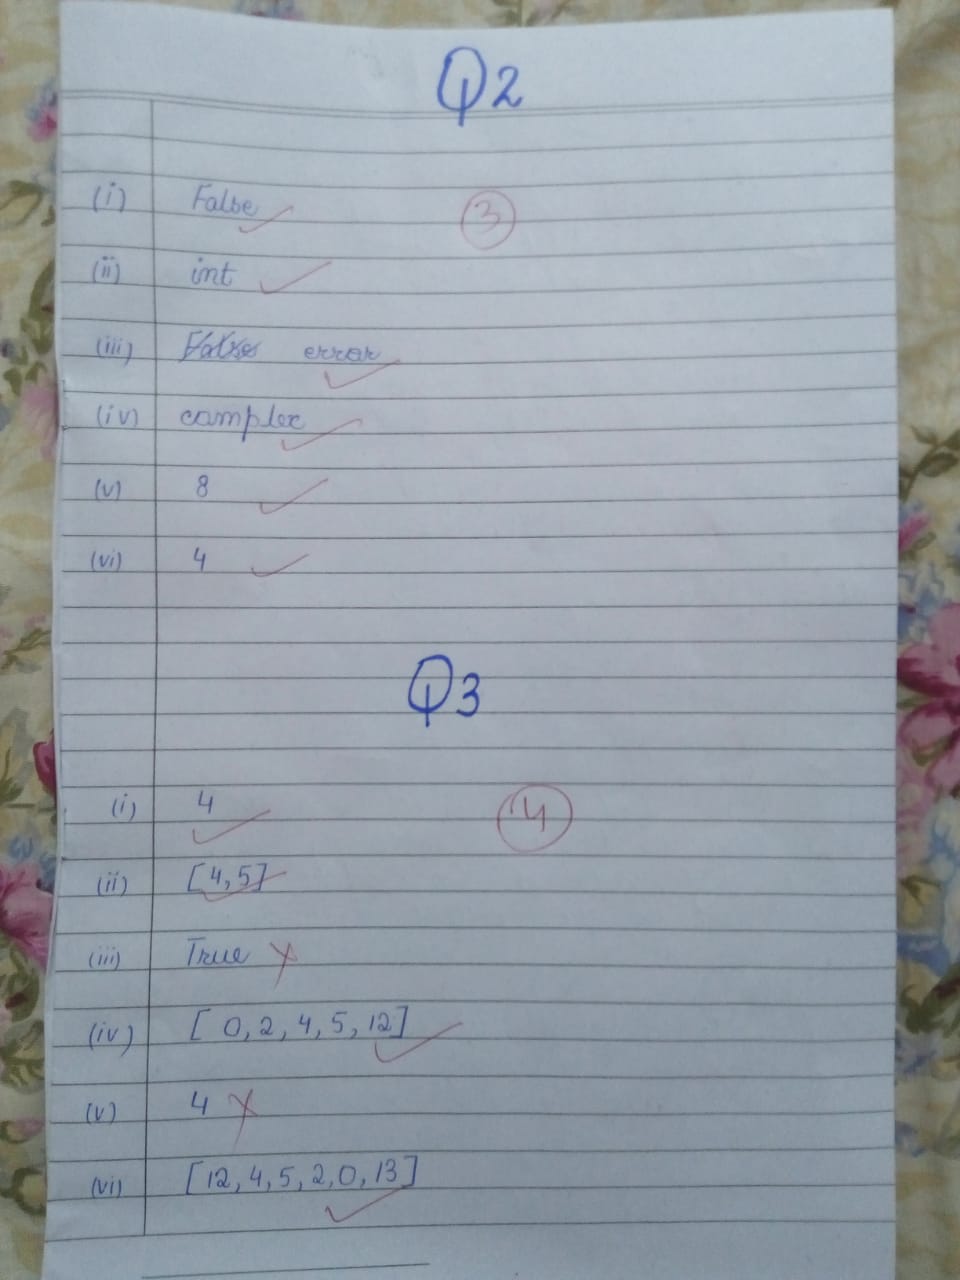 Q2
(i) False
3
(ii) int
(iii) False error
(iv) complex
(v) 8
(vi) 4
Q3
(i) 4
4
(ii) [4,5]
(iii) True
(iv) [0, 2, 4, 5, 12]
(v) 4
(vi) [12, 4, 5, 2, 0, 13]